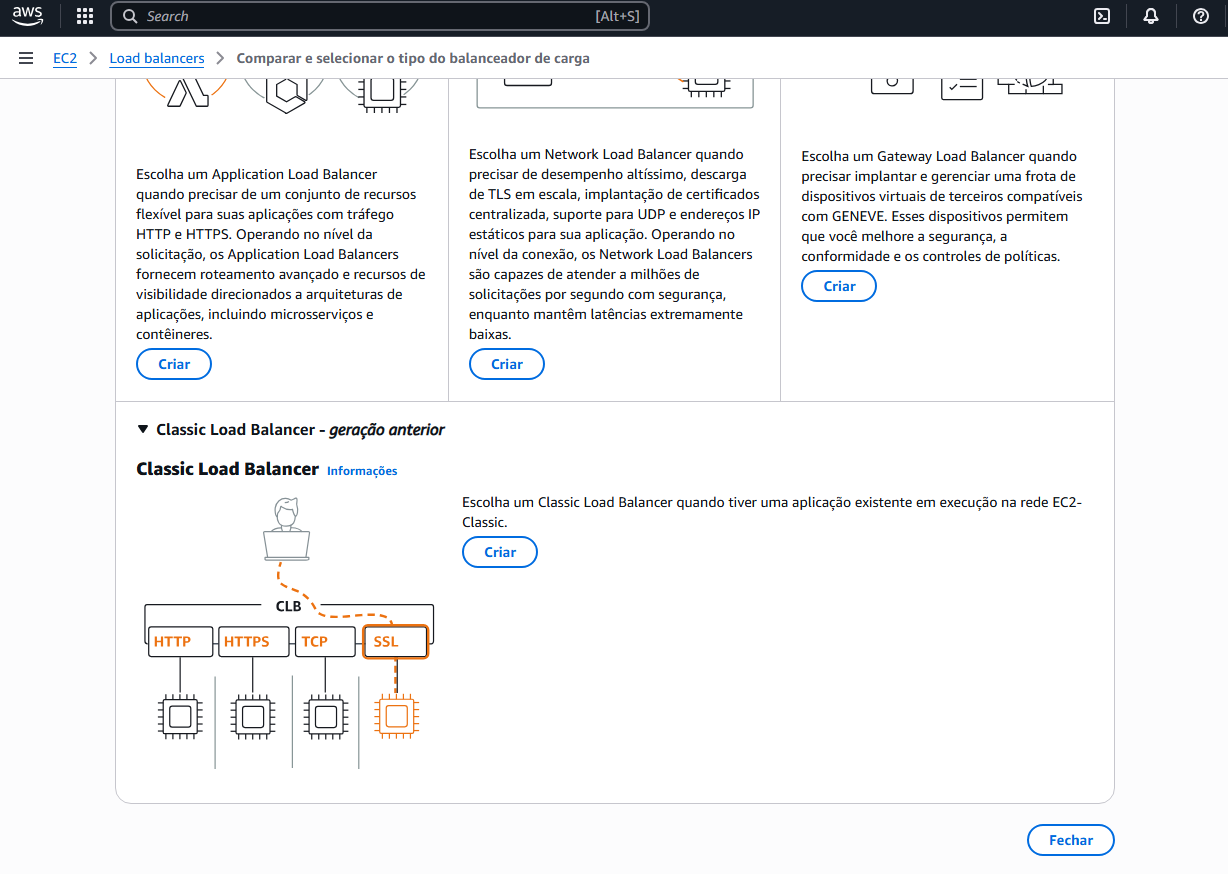 aws
Search
[Alt+S]
EC2
Load balancers
Comparar e selecionar o tipo do balanceador de carga
Escolha um Application Load Balancer
quando precisar de um conjunto de recursos
flexível para suas aplicações com tráfego
HTTP e HTTPS. Operando no nível da
solicitação, os Application Load Balancers
fornecem roteamento avançado e recursos de
visibilidade direcionados a arquiteturas de
aplicações, incluindo microsserviços e
contêineres.
Criar
Escolha um Network Load Balancer quando
precisar de desempenho altíssimo, descarga
de TLS em escala, implantação de certificados
centralizada, suporte para UDP e endereços IP
estáticos para sua aplicação. Operando no
nível da conexão, os Network Load Balancers
são capazes de atender a milhões de
solicitações por segundo com segurança,
enquanto mantêm latências extremamente
baixas.
Criar
Escolha um Gateway Load Balancer quando
precisar implantar e gerenciar uma frota de
dispositivos virtuais de terceiros compatíveis
com GENEVE. Esses dispositivos permitem
que você melhore a segurança, a
conformidade e os controles de políticas.
Criar
Classic Load Balancer - geração anterior
Classic Load Balancer
Informações
CLB
HTTP
HTTPS
TCP
SSL
Escolha um Classic Load Balancer quando tiver uma aplicação existente em execução na rede EC2-
Classic.
Criar
Fechar